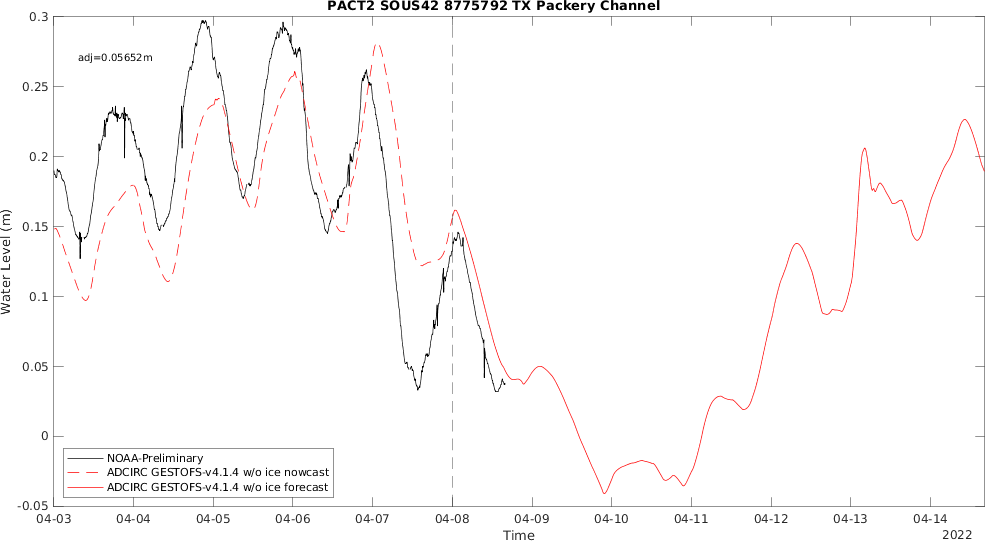 PACT2 SOUS42 8775792 TX Packery Channel
adj=0.05652m
0.3
0.25
0.2
0.15
0.1
0.05
0
-0.05
Water Level (m)
NOAA-Preliminary
ADCIRC GESTOFS-v4.1.4 w/o ice nowcast
ADCIRC GESTOFS-v4.1.4 w/o ice forecast
04-03 04-04 04-05 04-06 04-07 04-08 04-09 04-10 04-11 04-12 04-13 04-14
Time
2022